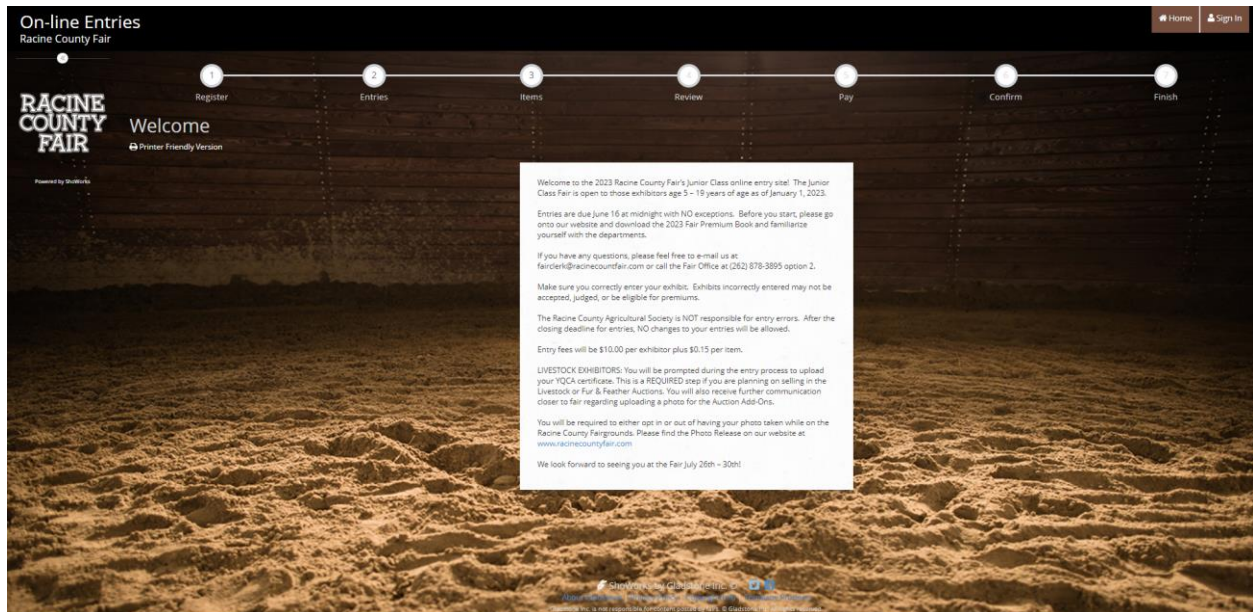 On-line Entries
Racine County Fair
Home
Sign In
1
2
3
4
5
6
7
Register
Entries
Items
Review
Pay
Confirm
Finish
RACINE
COUNTY
FAIR
Powered by ShoWorks
Welcome
Printer Friendly Version
Welcome to the 2023 Racine County Fair's Junior Class online entry site! The Junior
Class Fair is open to those exhibitors age 5 – 19 years of age as of January 1, 2023.
Entries are due June 16 at midnight with NO exceptions. Before you start, please go
onto our website and download the 2023 Fair Premium Book and familiarize
yourself with the departments.
If you have any questions, please feel free to e-mail us at
fairclerk@racinecountfair.com or call the Fair Office at (262) 878-3895 option 2.
Make sure you correctly enter your exhibit. Exhibits incorrectly entered may not be
accepted, judged, or be eligible for premiums.
The Racine County Agricultural Society is NOT responsible for entry errors. After the
closing deadline for entries, NO changes to your entries will be allowed.
Entry fees will be $10.00 per exhibitor plus $0.15 per item.
LIVESTOCK EXHIBITORS: You will be prompted during the entry process to upload
your YQCA certificate. This is a REQUIRED step if you are planning on selling in the
Livestock or Fur & Feather Auctions. You will also receive further communication
closer to fair regarding uploading a photo for the Auction Add-Ons.
You will be required to either opt in or out of having your photo taken while on the
Racine County Fairgrounds. Please find the Photo Release on our website at
www.racinecountyfair.com
We look forward to seeing you at the Fair July 26th – 30th!
ShoWorks by Gladstone Inc. ©